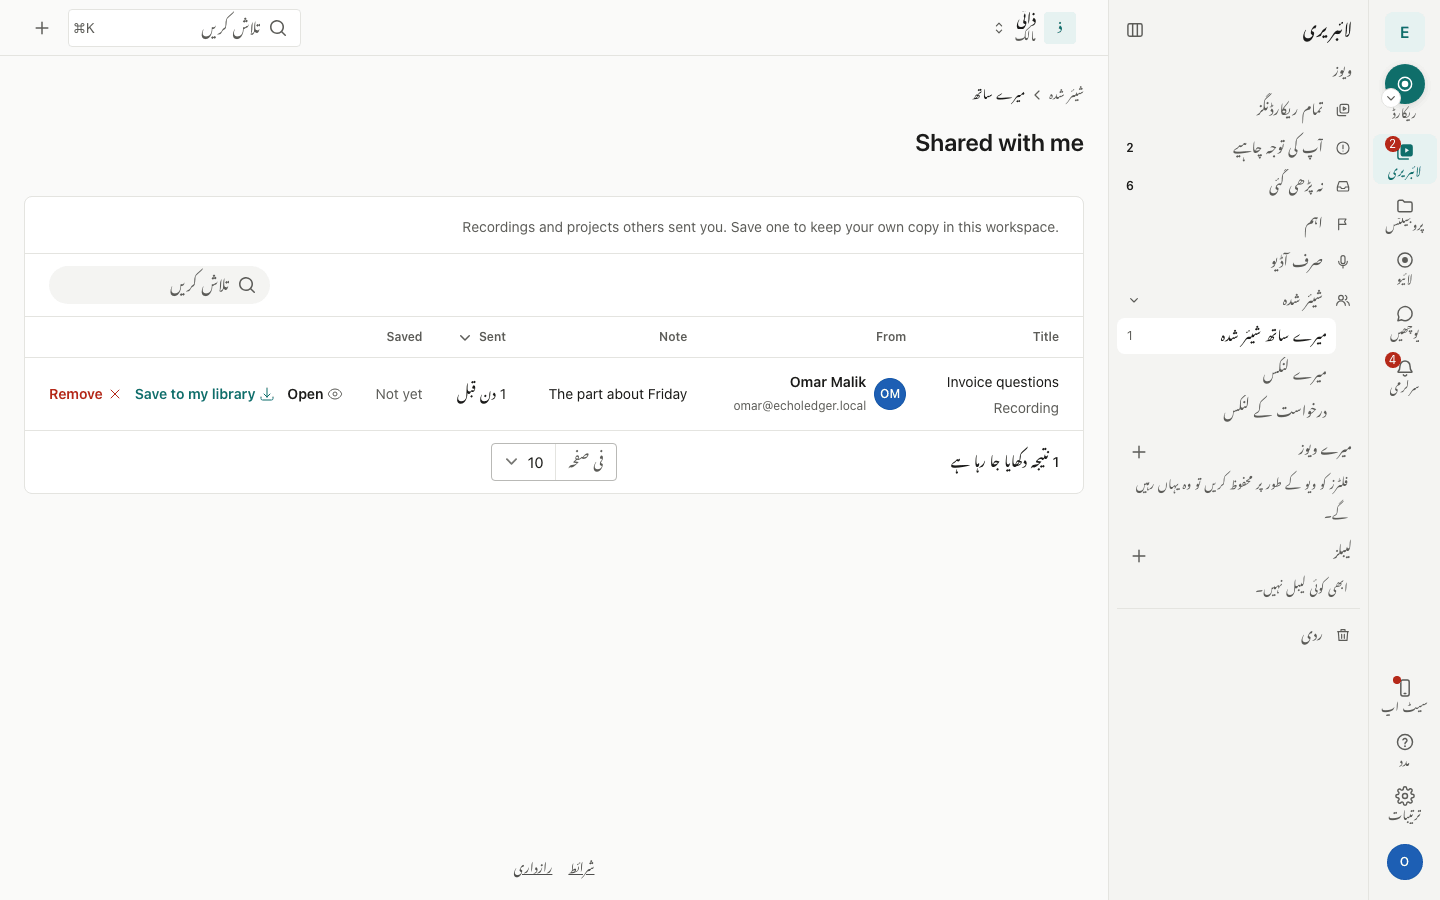 E
ریکارڈ
2
لائبریری
پروجیکٹس
لائیو
پوچھیں
4
سرگرمی
سیٹ اپ
مدد
ترتیبات
O
لائبریری
ویوز
تمام ریکارڈنگز
آپ کی توجہ چاہیے 2
نہ پڑھی گئی 6
اہم
صرف آڈیو
شیئر شدہ
میرے ساتھ شیئر شدہ 1
میرے لنکس
درخواست کے لنکس
میرے ویوز
فلٹرز کو ویو کے طور پر محفوظ کریں تو وہ یہاں رہیں
گے۔
لیبلز
ابھی کوئی لیبل نہیں۔
ردی
ذ
ذاتی
مالک
تلاش کریں ⌘K
شیئر شدہ
میرے ساتھ
Shared with me
Recordings and projects others sent you. Save one to keep your own copy in this workspace.
تلاش کریں
Title From Note Sent Saved
Invoice questions
Recording
OM
Omar Malik
omar@echoledger.local
The part about Friday
1 دن قبل
Not yet
Open
Save to my library
Remove
1 نتیجہ دکھایا جا رہا ہے
فی صفحہ 10
شرائط رازداری